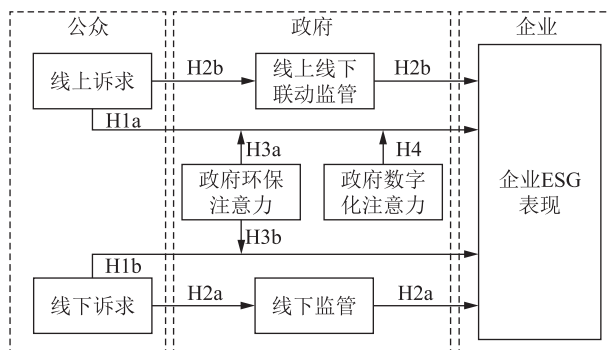 公众
政府
企业
线上诉求
H2b
线上线下
联动监管
H2b
H1a
H3a
H4
政府环保
注意力
政府数字
化注意力
企业ESG
表现
H3b
H1b
线下诉求
H2a
线下监管
H2a